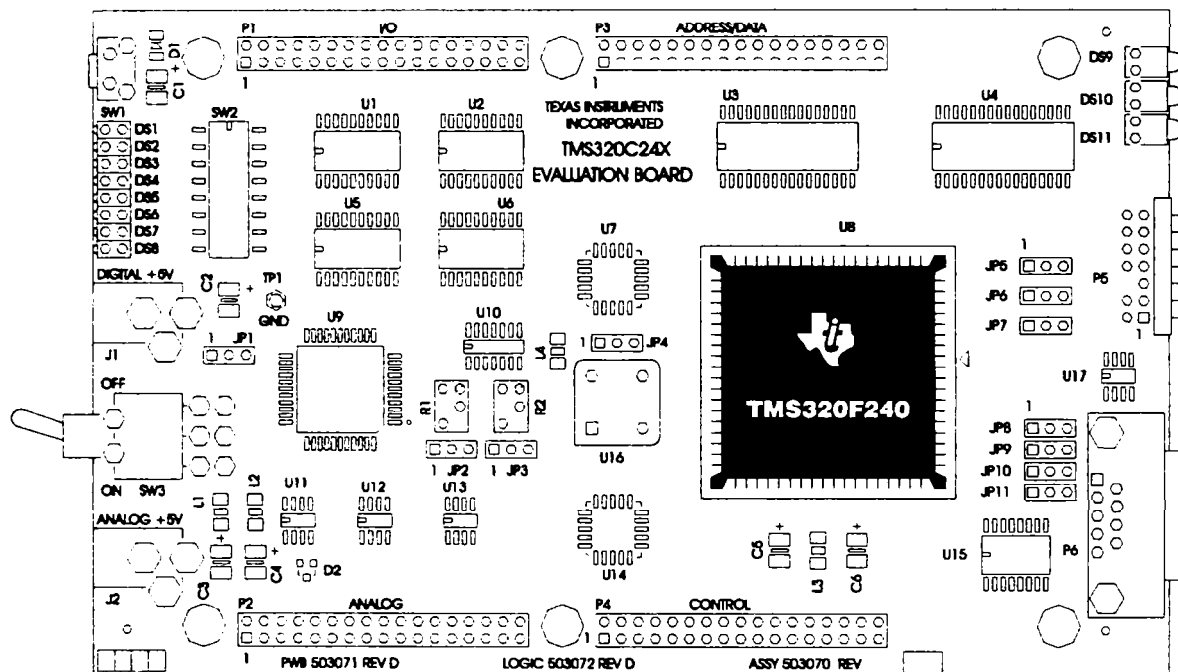 P1
I/O
P3
ADDRESS/DATA
1
1
D1
+
C1
DS9
DS10
DS11
SW1
SW2
U1
U2
TEXAS INSTRUMENTS
INCORPORATED
TMS320C24X
EVALUATION BOARD
U3
U4
DS1
DS2
DS3
DS4
DS5
DS6
DS7
DS8
U5
U6
U7
U8
DIGITAL +5V
C2
+
TP1
GND
1
JP5
JP6
JP7
P5
1
J1
1
JP1
U9
U10
L4
1
JP4
TMS320F240
U17
OFF
ON
SW3
R1
R2
1
JP2
1
JP3
U16
1
JP8
JP9
JP10
JP11
L1
L2
U11
U12
U13
ANALOG +5V
+
C3
+
C4
D2
U14
+
C5
L3
+
C6
U15
P6
J2
P2
ANALOG
P4
CONTROL
1
1
PWB 503071 REV D
LOGIC 503072 REV D
ASSY 503070 REV